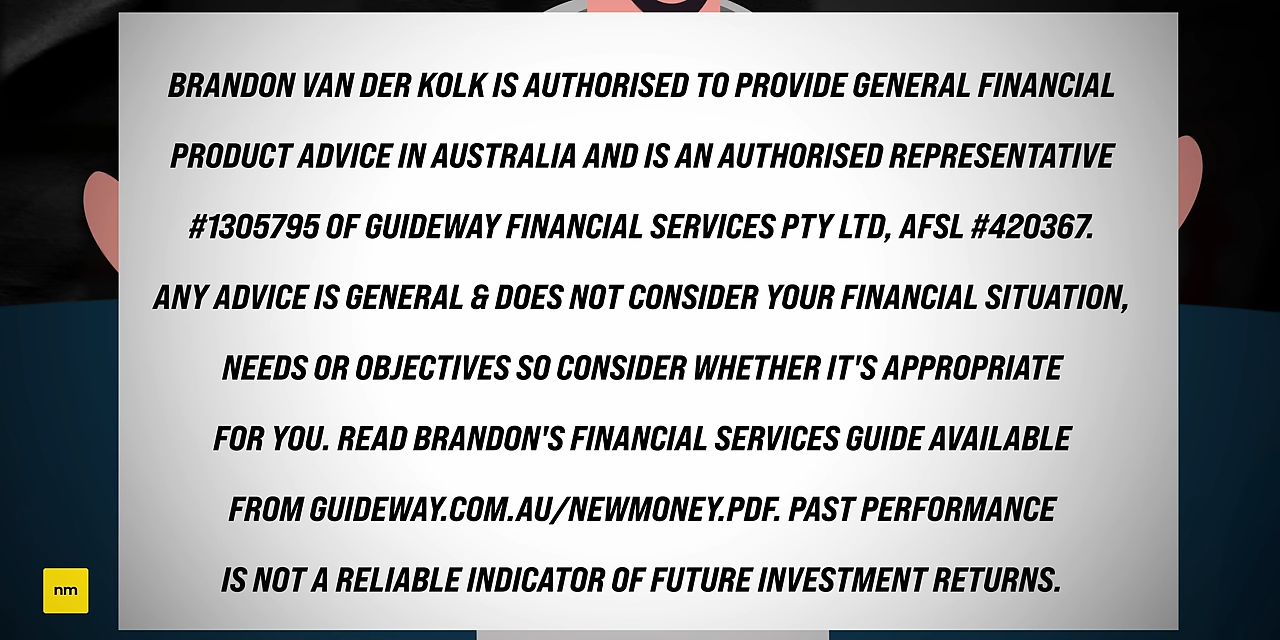 BRANDON VAN DER KOLK IS AUTHORISED TO PROVIDE GENERAL FINANCIAL
PRODUCT ADVICE IN AUSTRALIA AND IS AN AUTHORISED REPRESENTATIVE
#1305795 OF GUIDEWAY FINANCIAL SERVICES PTY LTD, AFSL #420367.
ANY ADVICE IS GENERAL & DOES NOT CONSIDER YOUR FINANCIAL SITUATION,
NEEDS OR OBJECTIVES SO CONSIDER WHETHER IT'S APPROPRIATE
FOR YOU. READ BRANDON'S FINANCIAL SERVICES GUIDE AVAILABLE
FROM GUIDEWAY.COM.AU/NEWMONEY.PDF. PAST PERFORMANCE
IS NOT A RELIABLE INDICATOR OF FUTURE INVESTMENT RETURNS.
nm